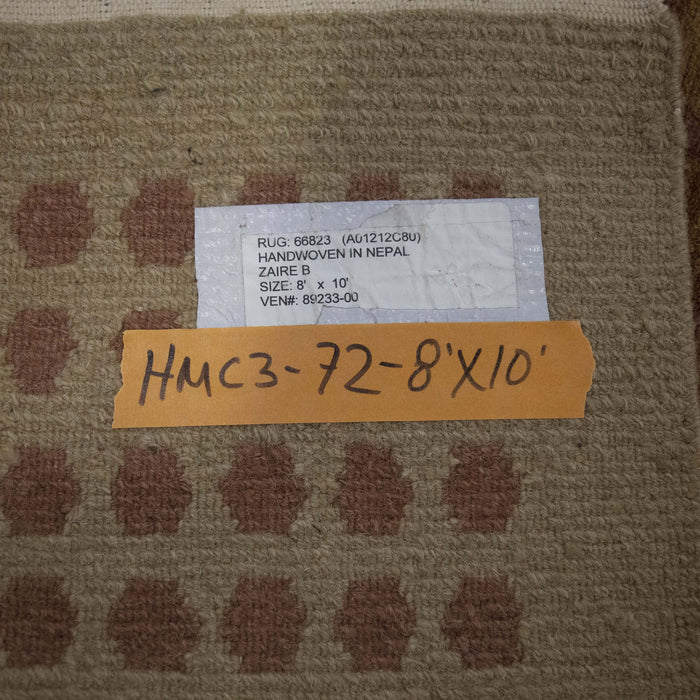 RUG: 66823 (A01212C80)
HANDWOVEN IN NEPAL
ZAIRE B
SIZE: 8' x 10'
VEN#: 89233-00
HMC3-72-8'X10'